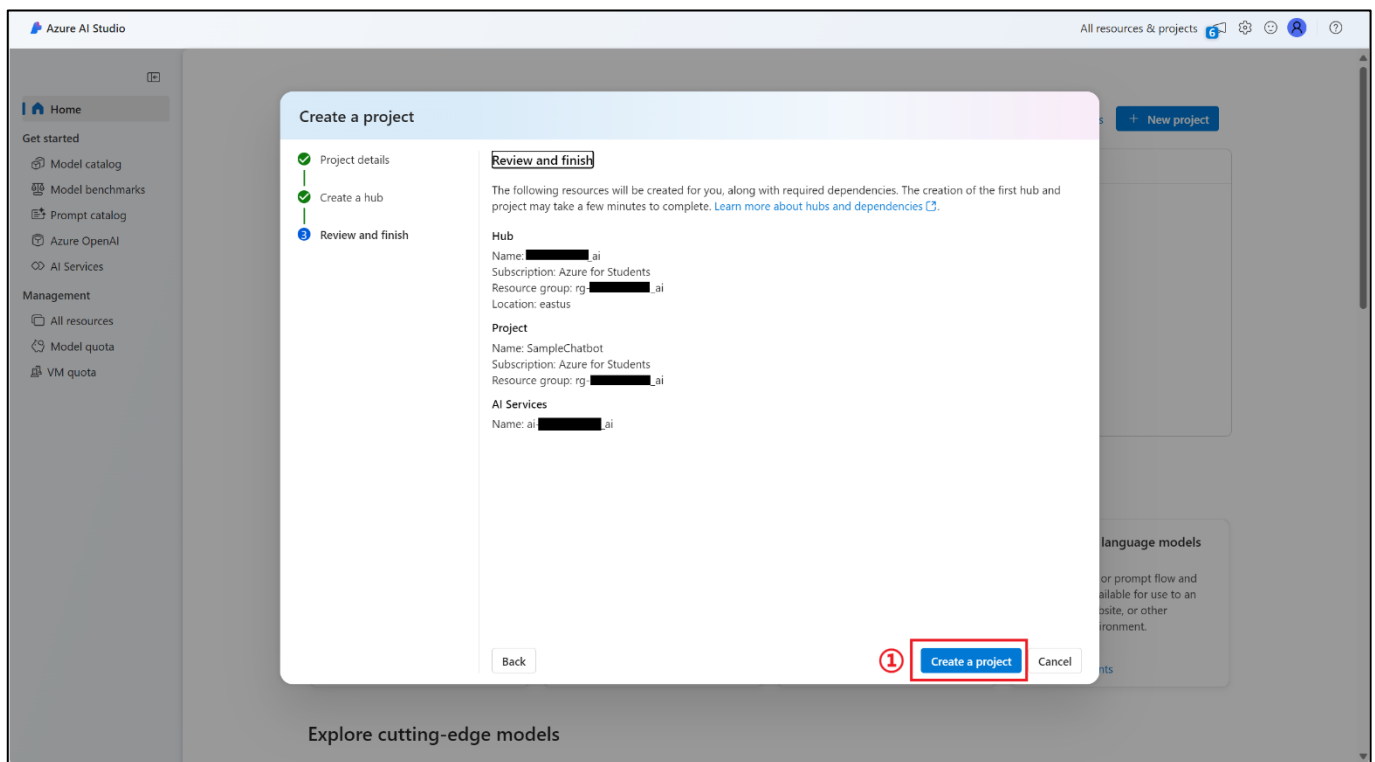 Azure AI Studio
All resources & projects
6
Home
Get started
Model catalog
Model benchmarks
Prompt catalog
Azure OpenAI
AI Services
Management
All resources
Model quota
VM quota
+ New project
Create a project
Project details
Create a hub
3 Review and finish
Review and finish
The following resources will be created for you, along with required dependencies. The creation of the first hub and
project may take a few minutes to complete. Learn more about hubs and dependencies.
Hub
Name: _ai
Subscription: Azure for Students
Resource group: rg-_ai
Location: eastus
Project
Name: SampleChatbot
Subscription: Azure for Students
Resource group: rg-_ai
AI Services
Name: ai-_ai
Back
①
Create a project
Cancel
language models
or prompt flow and
ailable for use to an
bsite, or other
ironment.
nts
Explore cutting-edge models